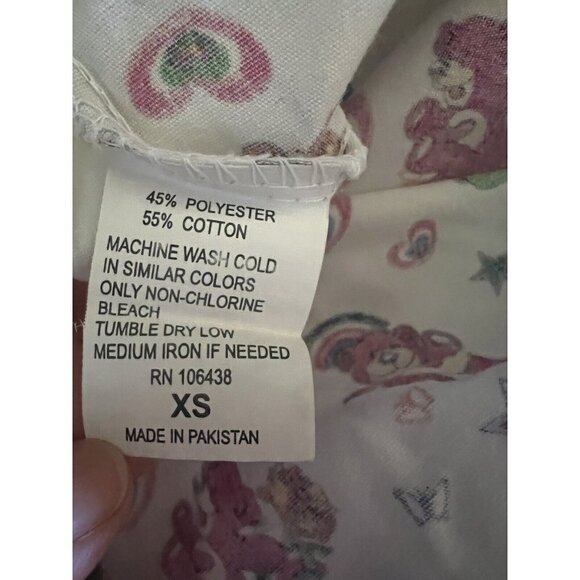 45% POLYESTER
55% COTTON
MACHINE WASH COLD
IN SIMILAR COLORS
ONLY NON-CHLORINE
BLEACH
TUMBLE DRY LOW
MEDIUM IRON IF NEEDED
RN 106438
XS
MADE IN PAKISTAN